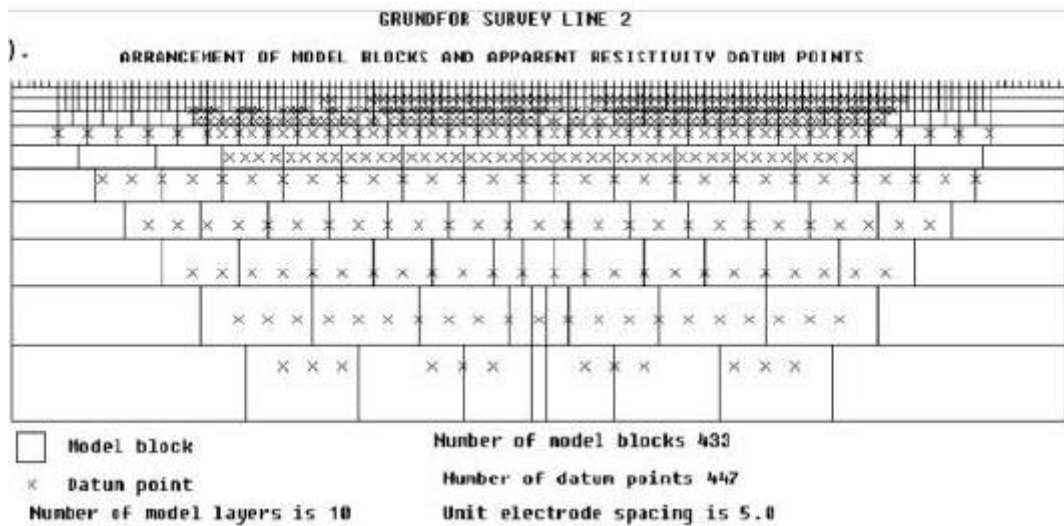 GRUNDFOR SURVEY LINE 2
).
ARRANGEMENT OF MODEL BLOCKS AND APPARENT RESISTIVITY DATUM POINTS
Model block
Number of model blocks 433
Datum point
Number of datum points 447
Number of model layers is 10
Unit electrode spacing is 5.0